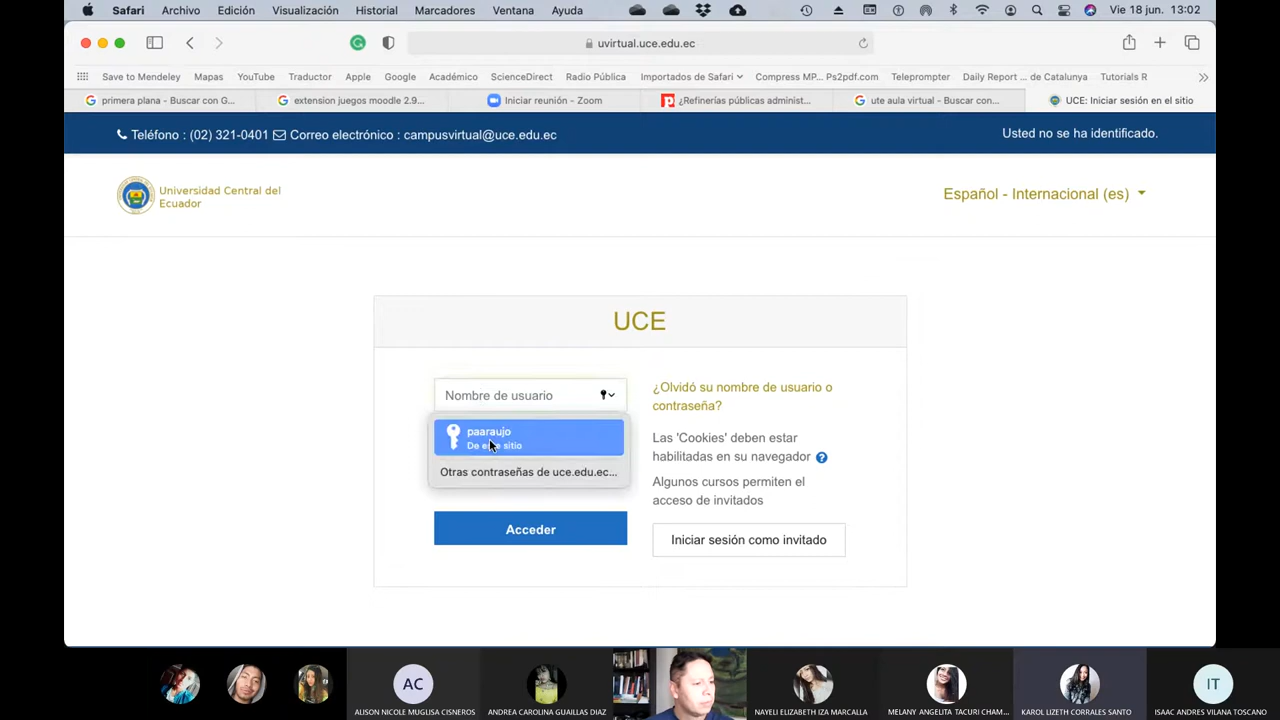 Safari Archivo Edición Visualización Historial Marcadores Ventana Ayuda Vie 18 jun. 13:02
uvirtual.uce.edu.ec
Save to Mendeley Mapas YouTube Traductor Apple Google Académico ScienceDirect Radio Pública Importados de Safari Compress MP... Ps2pdf.com Teleprompter Daily Report ... de Catalunya Tutorials R
primera plana - Buscar con G... extension juegos moodle 2.9... Iniciar reunión - Zoom ¿Refinerías públicas administ... ute aula virtual - Buscar con... UCE: Iniciar sesión en el sitio
Teléfono : (02) 321-0401 Correo electrónico : campusvirtual@uce.edu.ec Usted no se ha identificado.
Universidad Central del
Ecuador
Español - Internacional (es)
UCE
Nombre de usuario
paaraujo
De este sitio
Otras contraseñas de uce.edu.ec...
Acceder
¿Olvidó su nombre de usuario o
contraseña?
Las 'Cookies' deben estar
habilitadas en su navegador ?
Algunos cursos permiten el
acceso de invitados
Iniciar sesión como invitado
AC
IT
ALISON NICOLE MUGLISA CISNEROS ANDREA CAROLINA GUAILLAS DIAZ NAYELI ELIZABETH IZA MARCALLA MELANY ANGELITA TACURI CHAM... KAROL LIZETH CORRALES SANTO ISAAC ANDRES VILANA TOSCANO